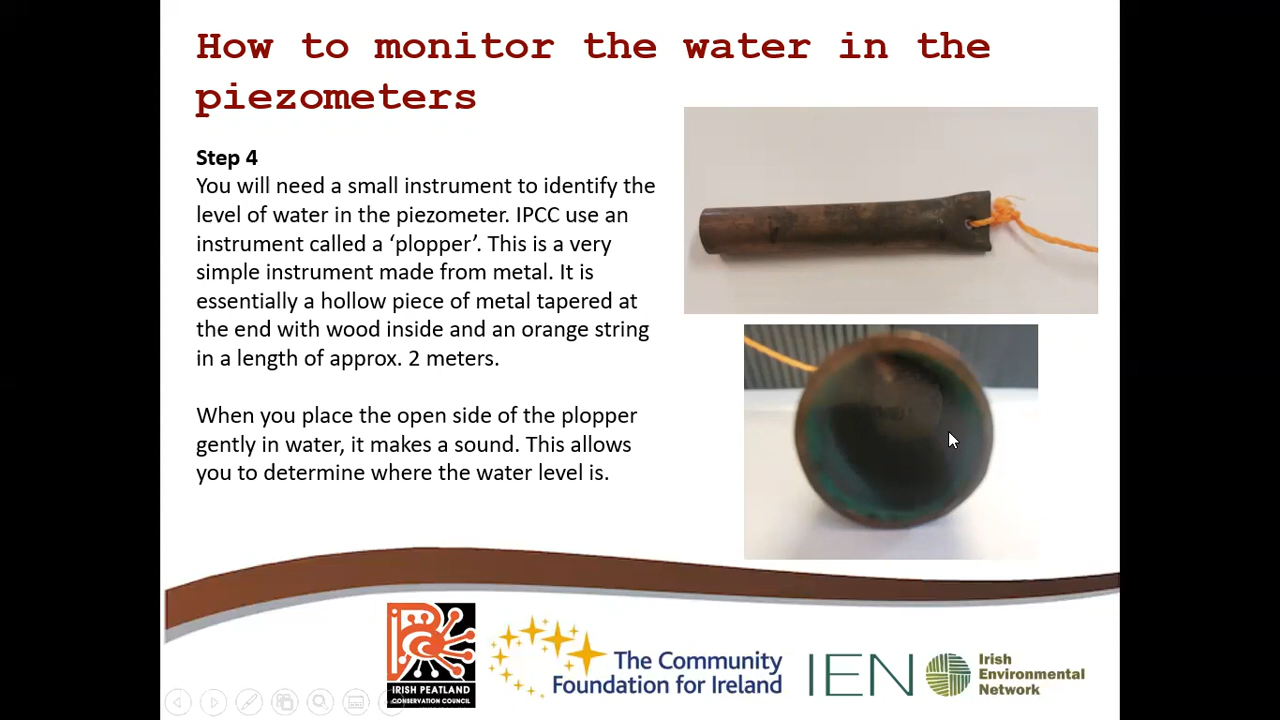 How to monitor the water in the
piezometers
Step 4
You will need a small instrument to identify the
level of water in the piezometer. IPCC use an
instrument called a ‘plopper’. This is a very
simple instrument made from metal. It is
essentially a hollow piece of metal tapered at
the end with wood inside and an orange string
in a length of approx. 2 meters.
When you place the open side of the plopper
gently in water, it makes a sound. This allows
you to determine where the water level is.
IRISH PEATLAND
CONSERVATION COUNCIL
The Community
Foundation for Ireland
IEN
Irish
Environmental
Network